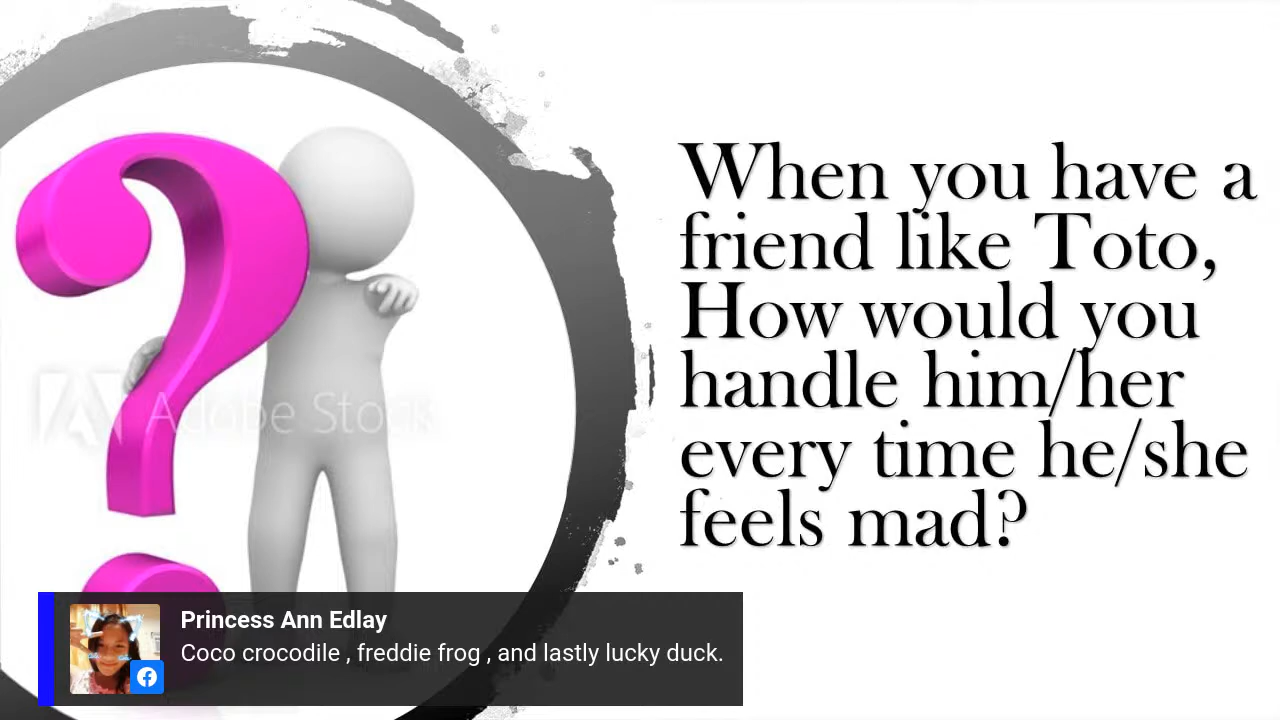 When you have a
friend like Toto,
How would you
handle him/her
every time he/she
feels mad?
Adobe Stock
Princess Ann Edlay
Coco crocodile , freddie frog , and lastly lucky duck.